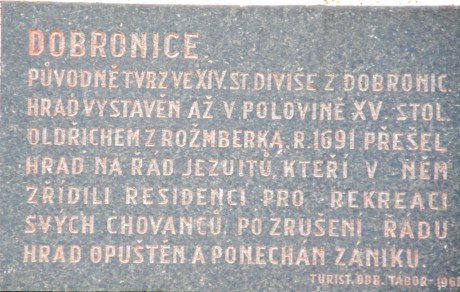 DOBRONICE
PŮVODNĚ TVRZ VE XIV. ST. DIVIŠE Z DOBRONIC.
HRAD VYSTAVĚN AŽ V POLOVINĚ XV. STOL.
OLDŘICHEM Z ROŽMBERKA, R. 1691 PŘEŠEL
HRAD NA ŘÁD JEZUITŮ, KTEŘÍ V NĚM
ZŘÍDILI RESIDENCI PRO REKREACI
SVÝCH CHOVANCŮ. PO ZRUŠENÍ ŘÁDU
HRAD OPUŠTĚN A PONECHÁN ZÁNIKU.
TURIST. ODB. TÁBOR -